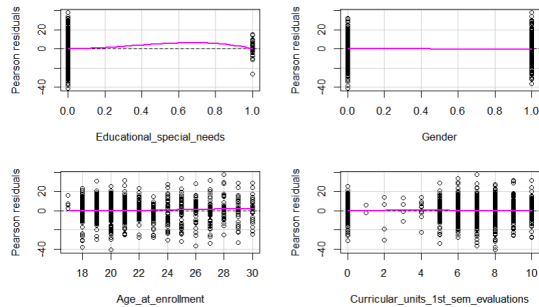 Pearson residuals
20
0
-40
0.0 0.2 0.4 0.6 0.8 1.0
Educational_special_needs
Pearson residuals
20
0
-40
0.0 0.2 0.4 0.6 0.8 1.0
Gender
Pearson residuals
20
0
-40
18 20 22 24 26 28 30
Age_at_enrollment
Pearson residuals
20
0
-40
0 2 4 6 8 10
Curricular_units_1st_sem_evaluations